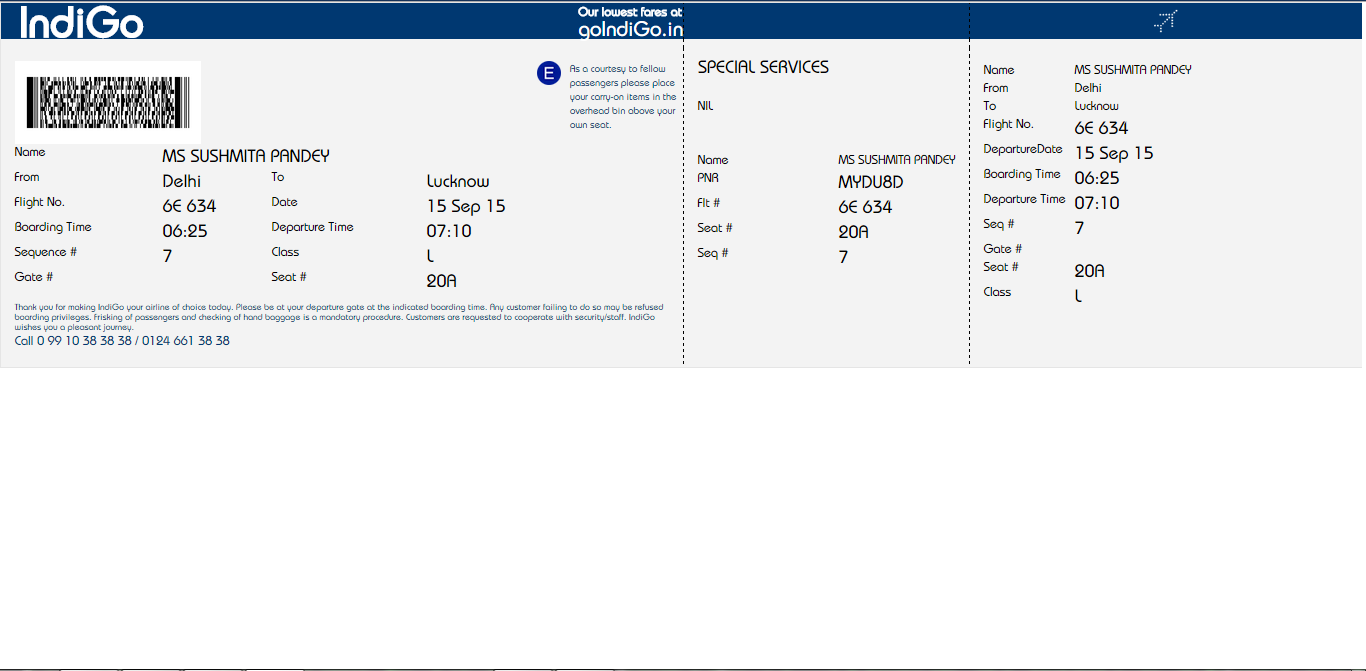 IndiGo
Our lowest fares at
goIndiGo.in
E
As a courtesy to fellow
passengers please place
your carry-on items in the
overhead bin above your
own seat.
Name MS SUSHMITA PANDEY
From Delhi To Lucknow
Flight No. 6E 634 Date 15 Sep 15
Boarding Time 06:25 Departure Time 07:10
Sequence # 7 Class L
Gate # Seat # 20A
Thank you for making IndiGo your airline of choice today. Please be at your departure gate at the indicated boarding time. Any customer failing to do so may be refused
boarding privileges. Frisking of passengers and checking of hand baggage is a mandatory procedure. Customers are requested to cooperate with security/staff. IndiGo
wishes you a pleasant journey.
Call 0 99 10 38 38 38 / 0124 661 38 38
SPECIAL SERVICES
NIL
Name MS SUSHMITA PANDEY
PNR MYDU8D
Flt # 6E 634
Seat # 20A
Seq # 7
Name MS SUSHMITA PANDEY
From Delhi
To Lucknow
Flight No. 6E 634
DepartureDate 15 Sep 15
Boarding Time 06:25
Departure Time 07:10
Seq # 7
Gate #
Seat # 20A
Class L